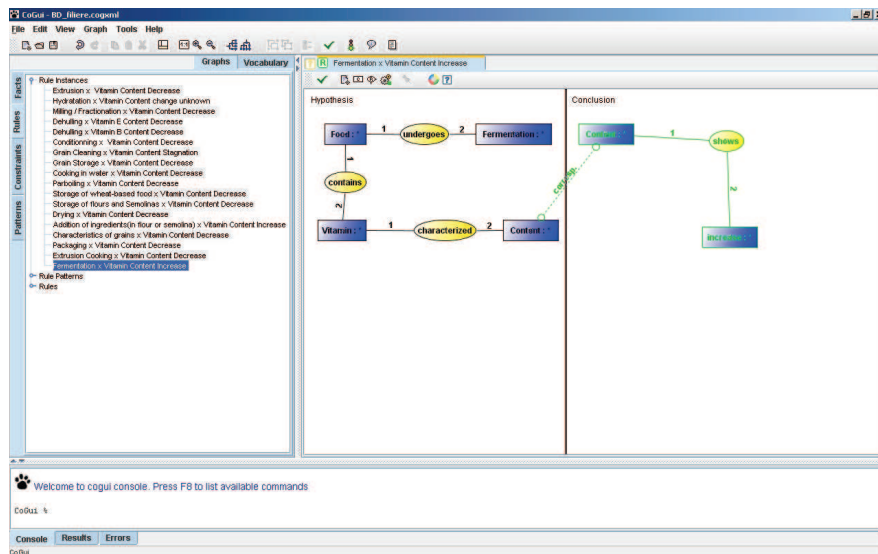 CoGui - BD_filiere.cogxml
File Edit View Graph Tools Help
Graphs Vocabulary
R Fermentation x Vitamin Content Increase
Facts
Rules
Constraints
Patterns
Rule Instances
Extrusion x Vitamin Content Decrease
Hydratation x Vitamin Content change unknown
Milling / Fractionation x Vitamin Content Decrease
Dehulling x Vitamin E Content Decrease
Dehulling x Vitamin B Content Decrease
Conditionning x Vitamin Content Decrease
Grain Cleaning x Vitamin Content Stagnation
Grain Storage x Vitamin Content Decrease
Cooking in water x Vitamin Content Decrease
Parboiling x Vitamin Content Decrease
Storage of wheat-based food x Vitamin Content Decrease
Storage of flours and Semolinas x Vitamin Content Decrease
Drying x Vitamin Content Decrease
Addition of ingredients(in flour or semolina) x Vitamin Content Increase
Characteristics of grains x Vitamin Content Decrease
Packaging x Vitamin Content Decrease
Extrusion Cooking x Vitamin Content Decrease
Fermentation x Vitamin Content Increase
Rule Patterns
Rules
Hypothesis
Food : * 1 undergoes 2 Fermentation : *
1
contains
2
Vitamin : * 1 characterized 2 Content : *
coresp.
Conclusion
Content : * 1 shows
2
increase : *
Welcome to cogui console. Press F8 to list available commands
CoGui %
Console Results Errors
CoGui